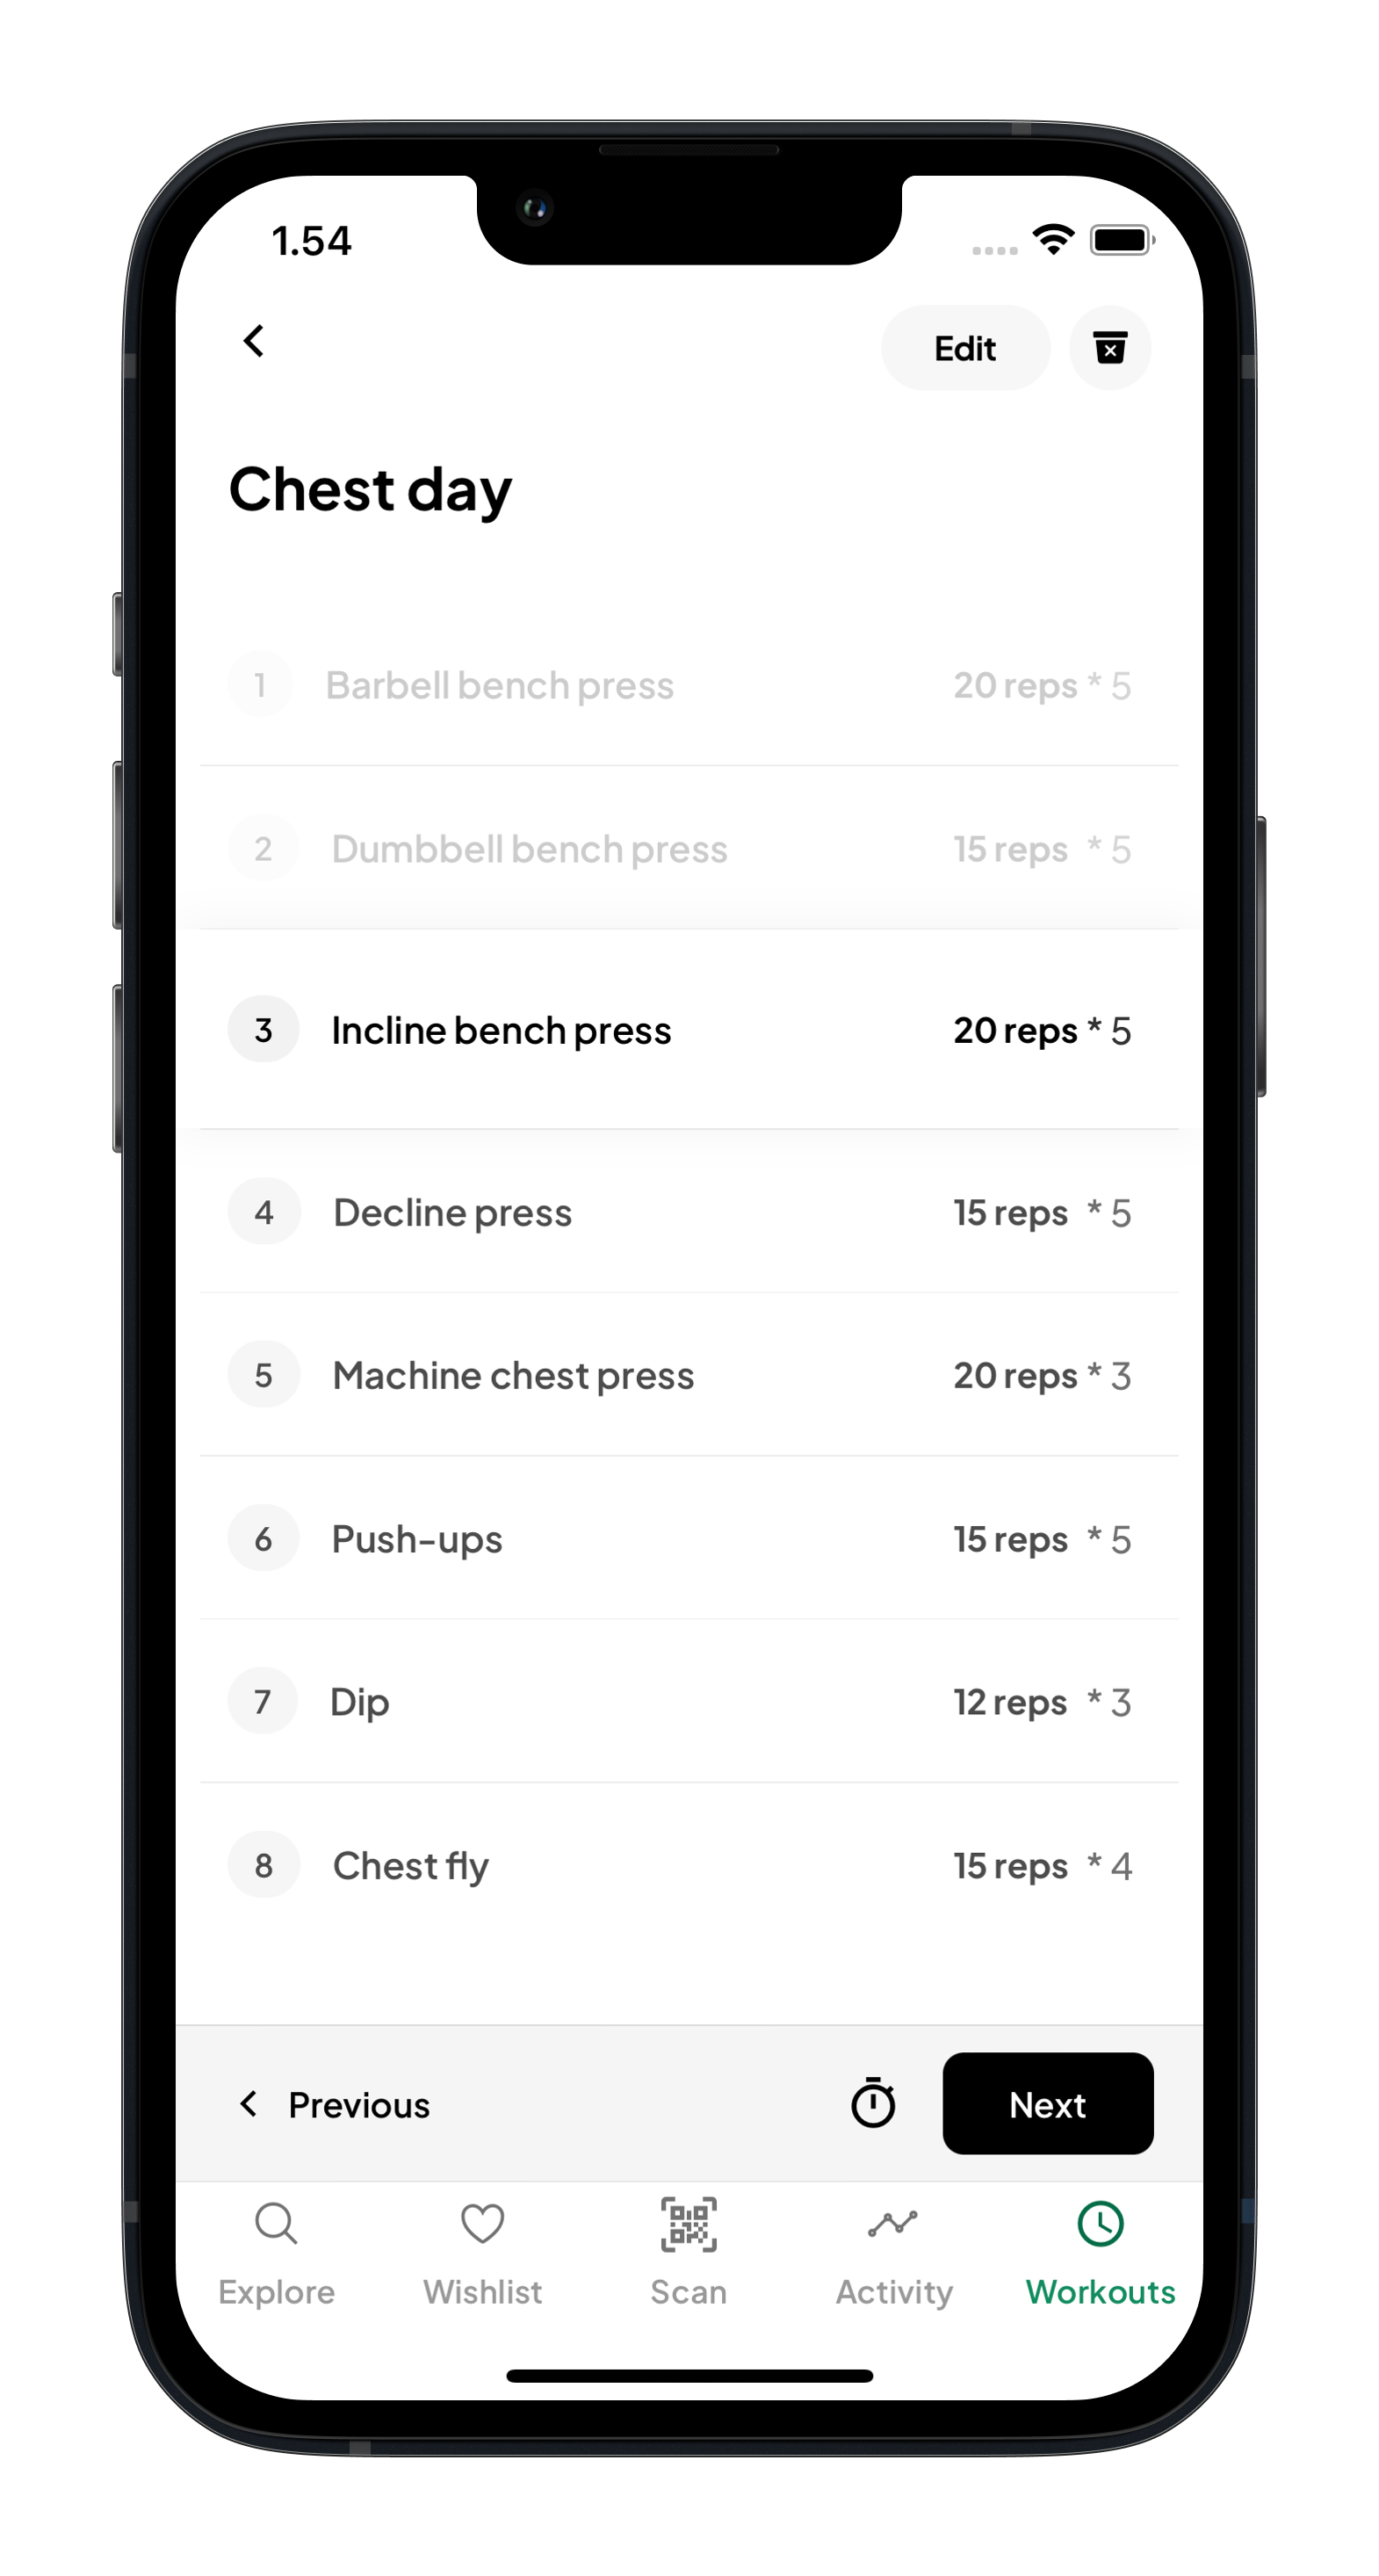 1.54
Edit
Chest day
1 Barbell bench press 20 reps * 5
2 Dumbbell bench press 15 reps * 5
3 Incline bench press 20 reps * 5
4 Decline press 15 reps * 5
5 Machine chest press 20 reps * 3
6 Push-ups 15 reps * 5
7 Dip 12 reps * 3
8 Chest fly 15 reps * 4
Previous Next
Explore Wishlist Scan Activity Workouts